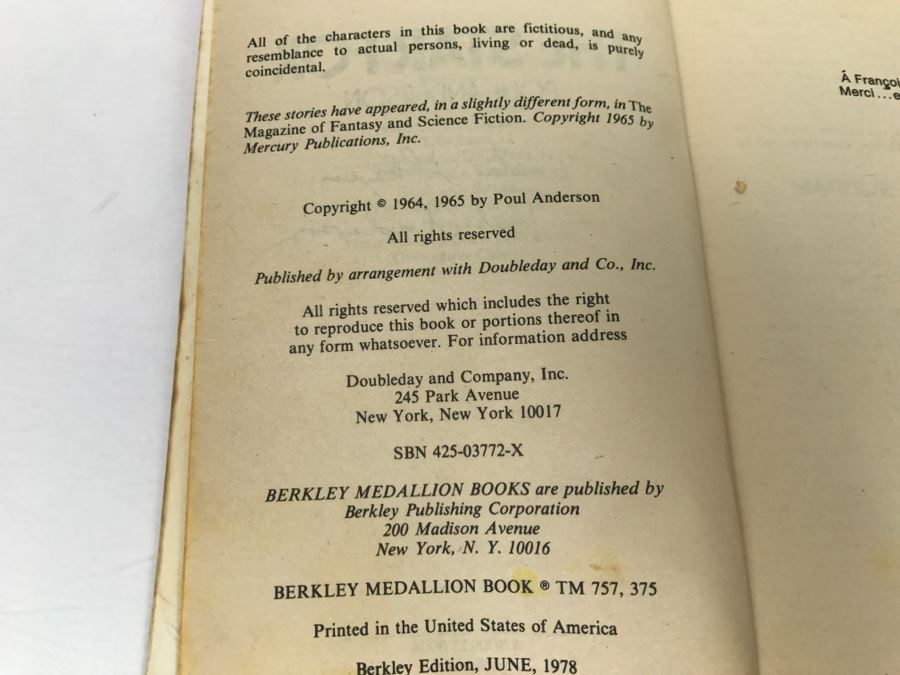 All of the characters in this book are fictitious, and any
resemblance to actual persons, living or dead, is purely
coincidental.
These stories have appeared, in a slightly different form, in The
Magazine of Fantasy and Science Fiction. Copyright 1965 by
Mercury Publications, Inc.
Copyright © 1964, 1965 by Poul Anderson
All rights reserved
Published by arrangement with Doubleday and Co., Inc.
All rights reserved which includes the right
to reproduce this book or portions thereof in
any form whatsoever. For information address
Doubleday and Company, Inc.
245 Park Avenue
New York, New York 10017
SBN 425-03772-X
BERKLEY MEDALLION BOOKS are published by
Berkley Publishing Corporation
200 Madison Avenue
New York, N. Y. 10016
BERKLEY MEDALLION BOOK ® TM 757, 375
Printed in the United States of America
Berkley Edition, JUNE, 1978
Á
Merci...